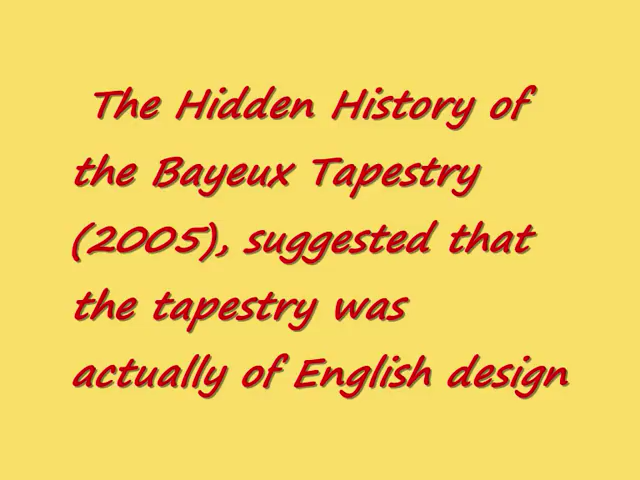 The Hidden History of
the Bayeux Tapestry
(2005), suggested that
the tapestry was
actually of English design